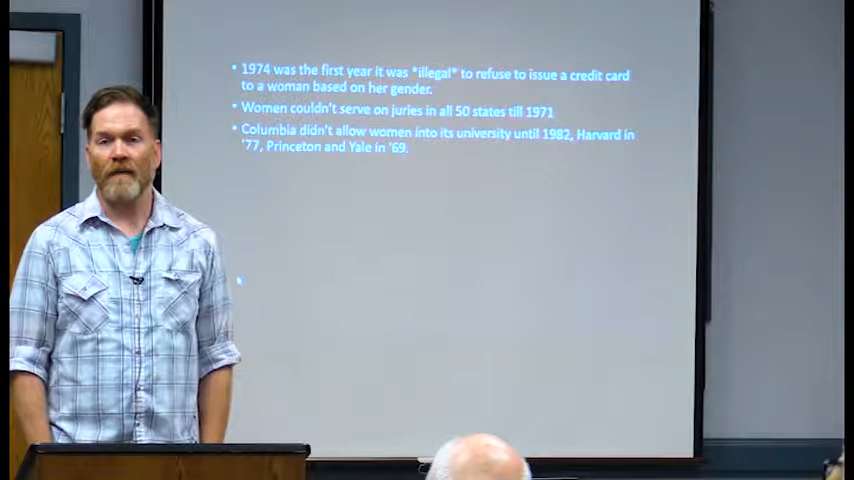 • 1974 was the first year it was *illegal* to refuse to issue a credit card
to a woman based on her gender.
• Women couldn't serve on juries in all 50 states till 1971
• Columbia didn't allow women into its university until 1982, Harvard in
'77, Princeton and Yale in '69.